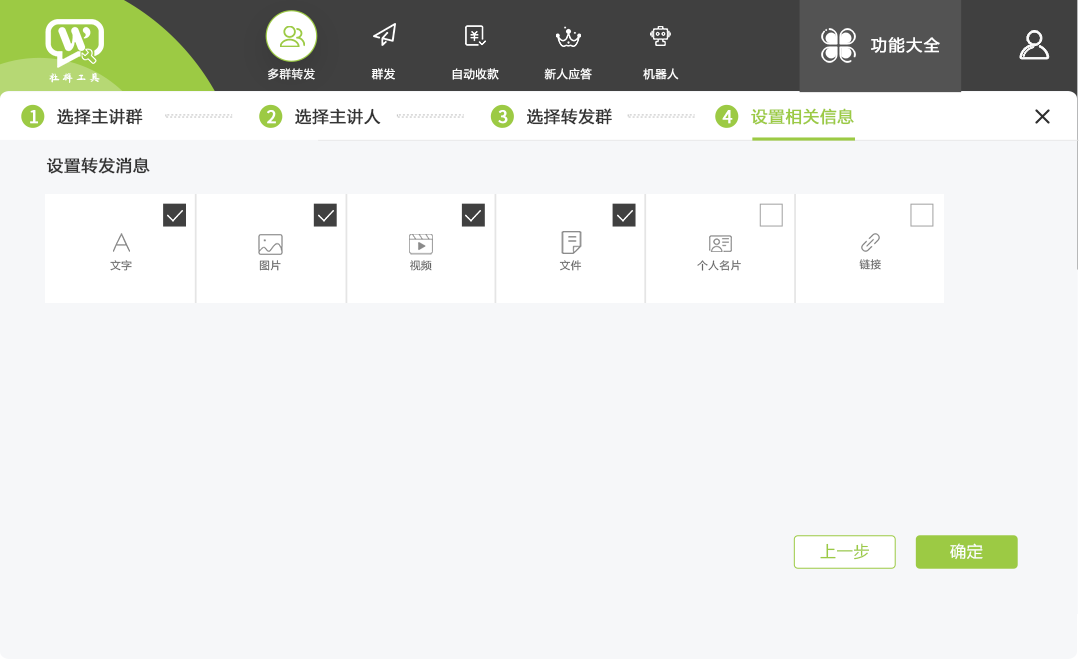 社群工具
多群转发
群发
自动收款
新人应答
机器人
功能大全
1 选择主讲群
2 选择主讲人
3 选择转发群
4 设置相关信息
设置转发消息
文字
图片
视频
文件
个人名片
链接
上一步
确定